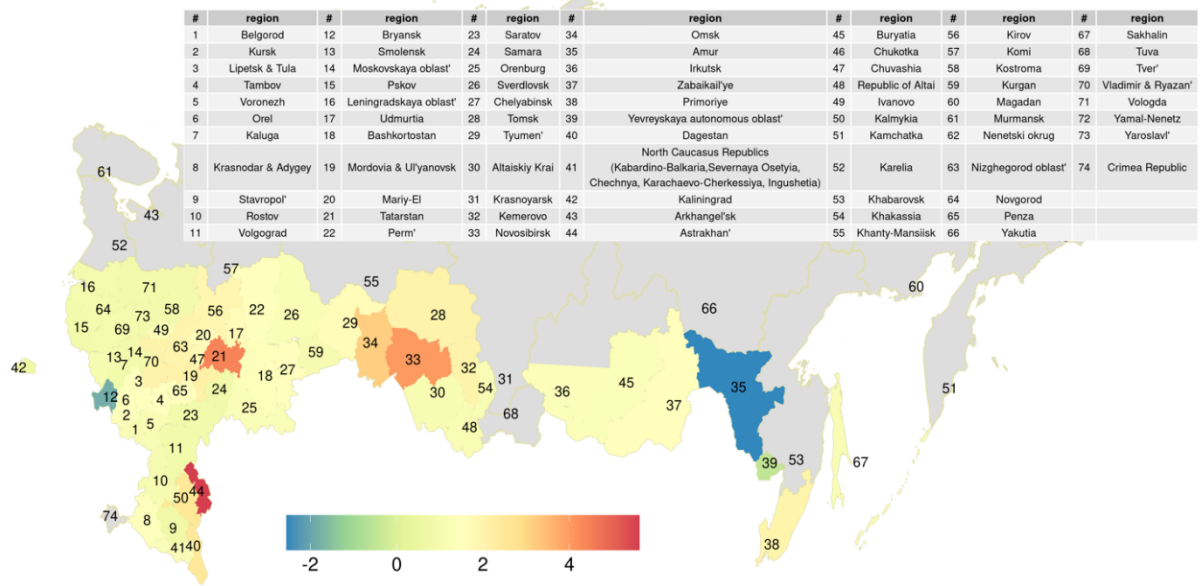 # region # region # region # region # region # region # region
1 Belgorod 12 Bryansk 23 Saratov 34 Omsk 45 Buryatia 56 Kirov 67 Sakhalin
2 Kursk 13 Smolensk 24 Samara 35 Amur 46 Chukotka 57 Komi 68 Tuva
3 Lipetsk & Tula 14 Moskovskaya oblast' 25 Orenburg 36 Irkutsk 47 Chuvashia 58 Kostroma 69 Tver'
4 Tambov 15 Pskov 26 Sverdlovsk 37 Zabaikail'ye 48 Republic of Altai 59 Kurgan 70 Vladimir & Ryazan'
5 Voronezh 16 Leningradskaya oblast' 27 Chelyabinsk 38 Primoriye 49 Ivanovo 60 Magadan 71 Vologda
6 Orel 17 Udmurtia 28 Tomsk 39 Yevreyskaya autonomous oblast' 50 Kalmykia 61 Murmansk 72 Yamal-Nenetz
7 Kaluga 18 Bashkortostan 29 Tyumen' 40 Dagestan 51 Kamchatka 62 Nenetski okrug 73 Yaroslavl'
North Caucasus Republics
8 Krasnodar & Adygey 19 Mordovia & Ul'yanovsk 30 Altaiskiy Krai 41 (Kabardino-Balkaria,Severnaya Osetyia, 52 Karelia 63 Nizghegorod oblast' 74 Crimea Republic
Chechnya, Karachaevo-Cherkessiya, Ingushetia)
9 Stavropol' 20 Mariy-El 31 Krasnoyarsk 42 Kaliningrad 53 Khabarovsk 64 Novgorod
10 Rostov 21 Tatarstan 32 Kemerovo 43 Arkhangel'sk 54 Khakassia 65 Penza
11 Volgograd 22 Perm' 33 Novosibirsk 44 Astrakhan' 55 Khanty-Mansiisk 66 Yakutia
61
43
52
57
55
16 71 60
64 73 58 56 22 26 28 66
15 69 49 20 17 29
13 14 7 70 63 47 21 59 34 33
42 12 6 3 4 65 19 24 18 27 30 32 54 31 36 45 37 35 51
2 1 5 23 25 48 68
11 39 53 67
10 50 44
74 8 9
41 40 38
-2 0 2 4